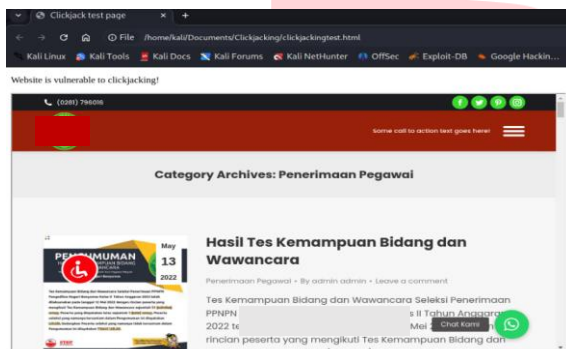 Clickjack test page
File /home/kali/Documents/Clickjacking/clickjackingtest.html
Kali Linux Kali Tools Kali Docs Kali Forums Kali NetHunter OffSec Exploit-DB Google Hackin...
Website is vulnerable to clickjacking!
(0281) 796016
Some call to action text goes here!
Category Archives: Penerimaan Pegawai
PENGUMUMAN
May
13
2022
Hasil Tes Kemampuan Bidang dan
Wawancara
Penerimaan Pegawai • By admin admin • Leave a comment
Tes Kemampuan Bidang dan Wawancara Seleksi Penerimaan
PPNPN s II Tahun Anggaran
2022 te Mei
rincian peserta yang mengikuti Tes Kemampuan Bidang dan
Chat Kami